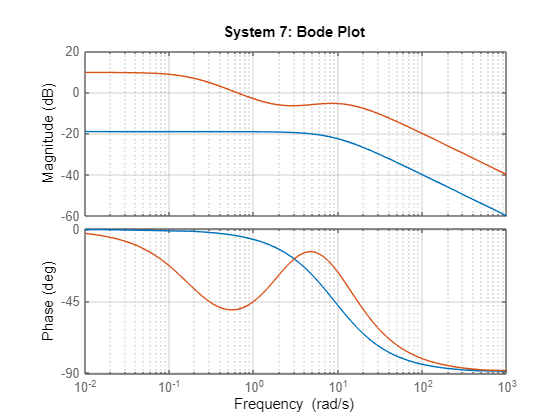 System 7: Bode Plot
Magnitude (dB)
20
0
-20
-40
-60
Phase (deg)
0
-45
-90
10^-2 10^-1 10^0 10^1 10^2 10^3
Frequency (rad/s)